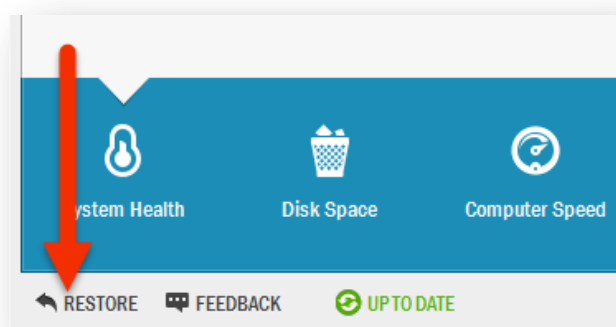 ystem Health
Disk Space
Computer Speed
RESTORE
FEEDBACK
UP TO DATE